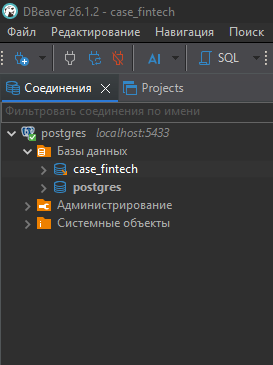 DBeaver 26.1.2 - case_fintech
Файл Редактирование Навигация Поиск
AI SQL
Соединения Projects
Фильтровать соединения по имени
postgres localhost:5433
Базы данных
case_fintech
postgres
Администрирование
Системные объекты